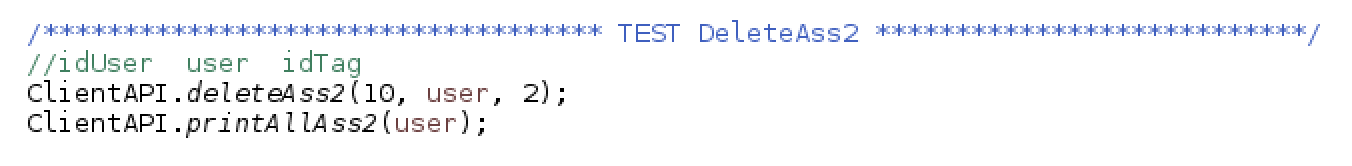 /*********************************** TEST DeleteAss2 ***************************/
//idUser  user  idTag
ClientAPI.deleteAss2(10, user, 2);
ClientAPI.printAllAss2(user);